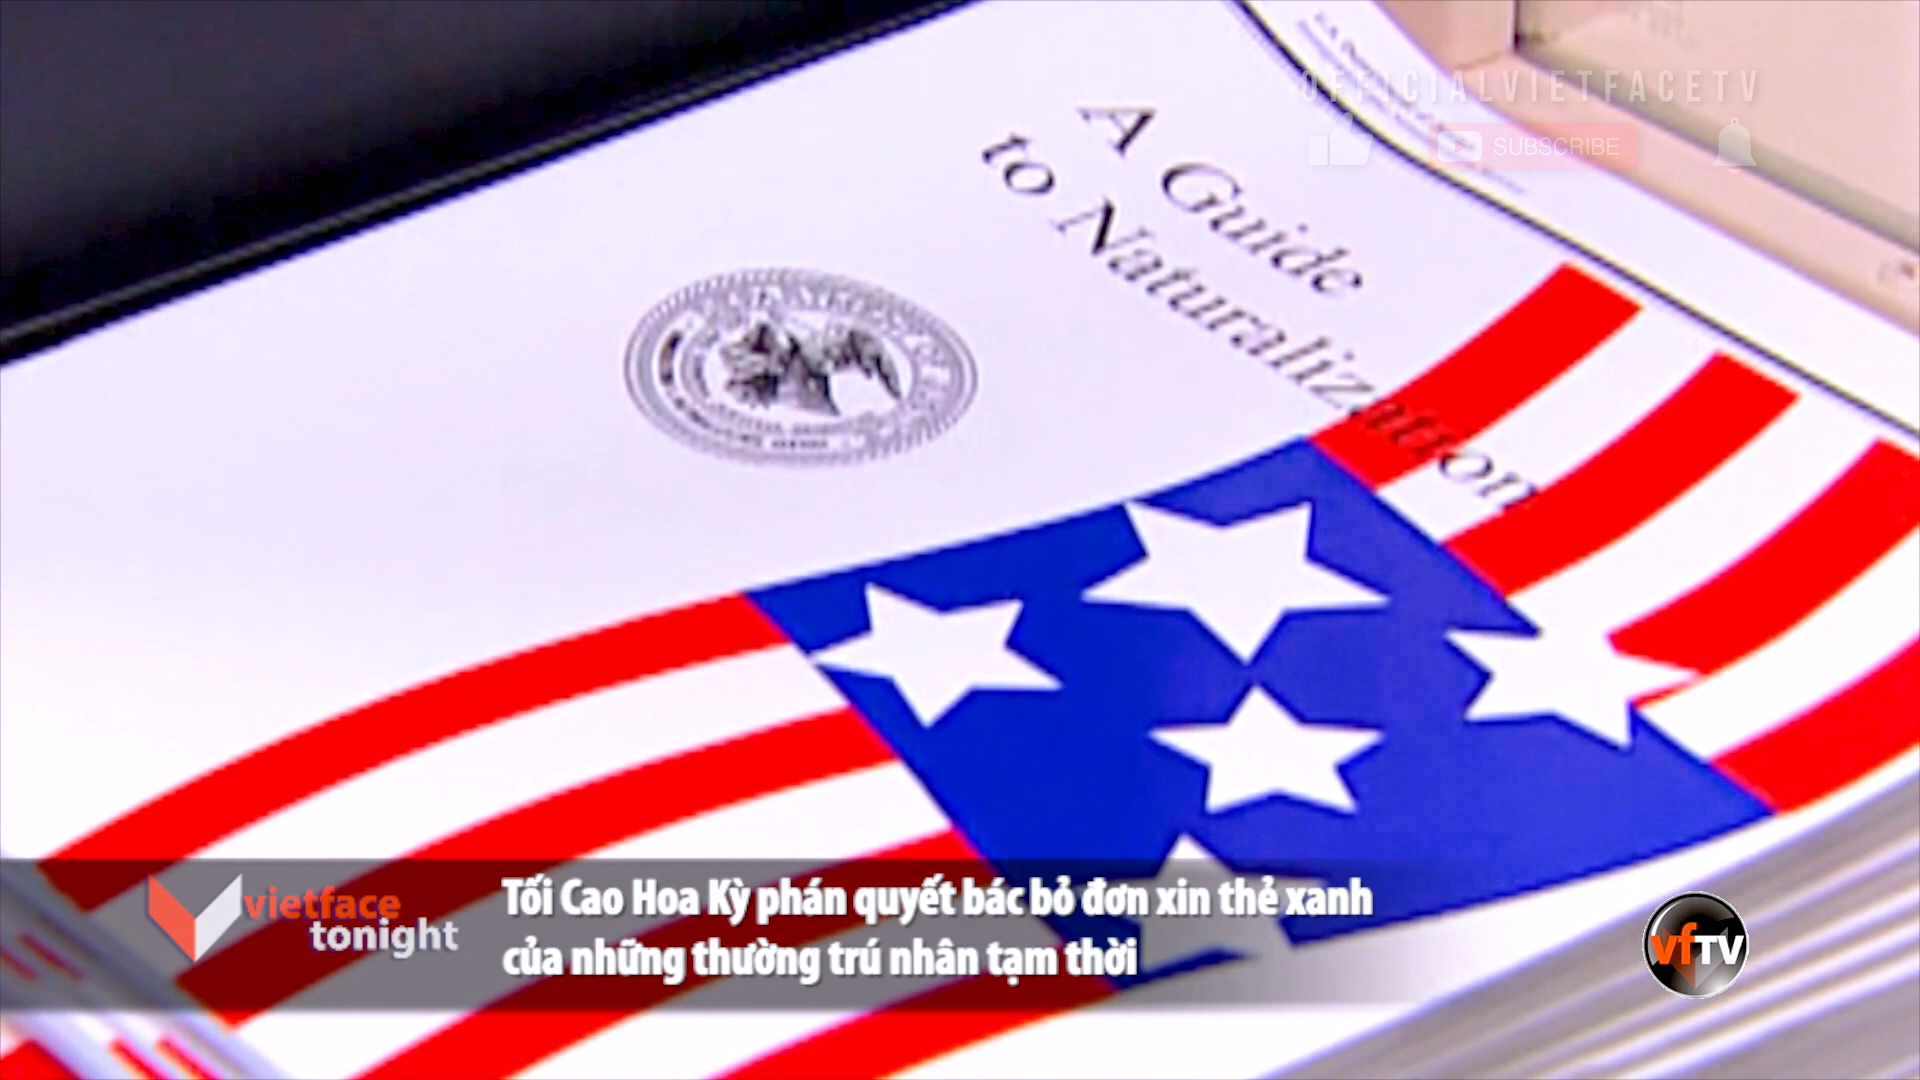 OFFICIALVIETFACETV
SUBSCRIBE
A Guide
to Naturalization
vietface
tonight
Tối Cao Hoa Kỳ phán quyết bác bỏ đơn xin thẻ xanh
của những thường trú nhân tạm thời
vfTV